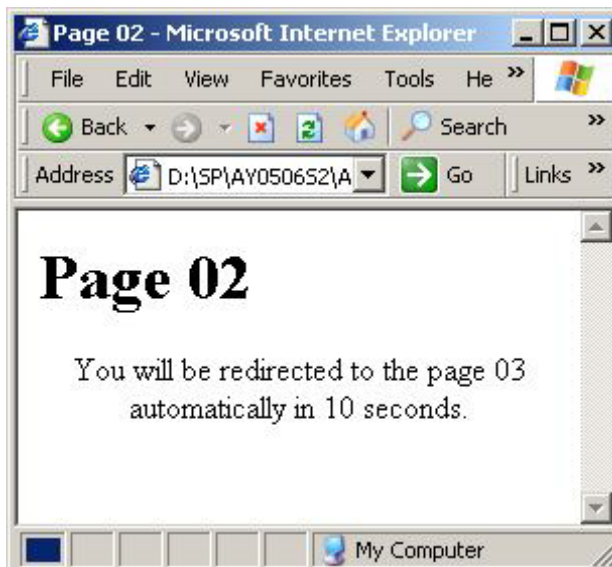 Page 02 - Microsoft Internet Explorer
File Edit View Favorites Tools He »
Back Search »
Address D:\SP\AY0506S2\A Go Links »
Page 02
You will be redirected to the page 03
automatically in 10 seconds.
My Computer